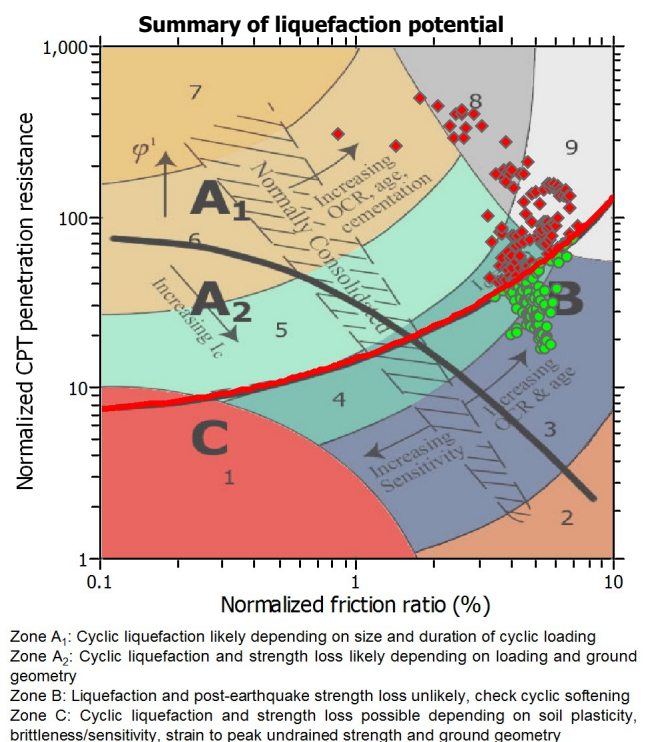 Summary of liquefaction potential
Normalized CPT penetration resistance
1,000
100
10
1
0.1
1
10
Normalized friction ratio (%)
7
8
9
φ'
Increasing
OCR, age,
cementation
Normally Consolidated
A1
6
A2
Increasing Ic
5
B
4
Increasing
OCR & age
3
C
Increasing
Sensitivity
1
2
Zone A1: Cyclic liquefaction likely depending on size and duration of cyclic loading
Zone A2: Cyclic liquefaction and strength loss likely depending on loading and ground
geometry
Zone B: Liquefaction and post-earthquake strength loss unlikely, check cyclic softening
Zone C: Cyclic liquefaction and strength loss possible depending on soil plasticity,
brittleness/sensitivity, strain to peak undrained strength and ground geometry